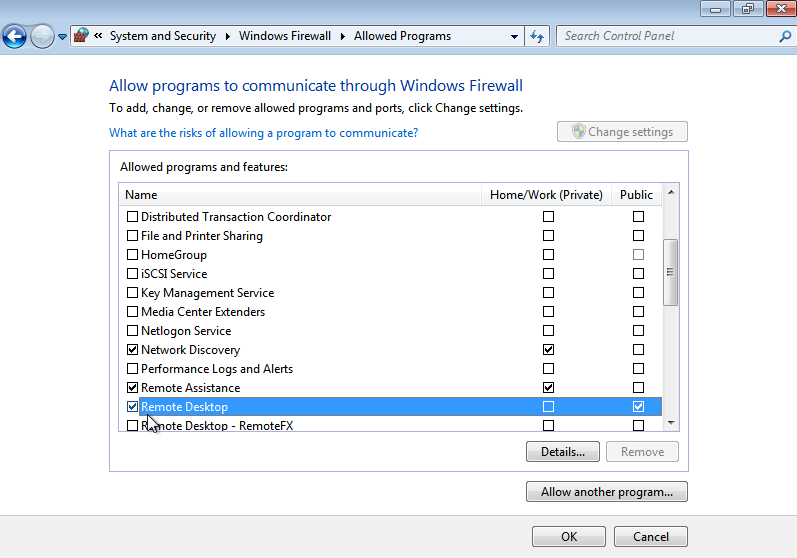 « System and Security ▸ Windows Firewall ▸ Allowed Programs
Search Control Panel
Allow programs to communicate through Windows Firewall
To add, change, or remove allowed programs and ports, click Change settings.
What are the risks of allowing a program to communicate?
Change settings
Allowed programs and features:
Name Home/Work (Private) Public
Distributed Transaction Coordinator
File and Printer Sharing
HomeGroup
iSCSI Service
Key Management Service
Media Center Extenders
Netlogon Service
Network Discovery
Performance Logs and Alerts
Remote Assistance
Remote Desktop
Remote Desktop - RemoteFX
Details... Remove
Allow another program...
OK Cancel